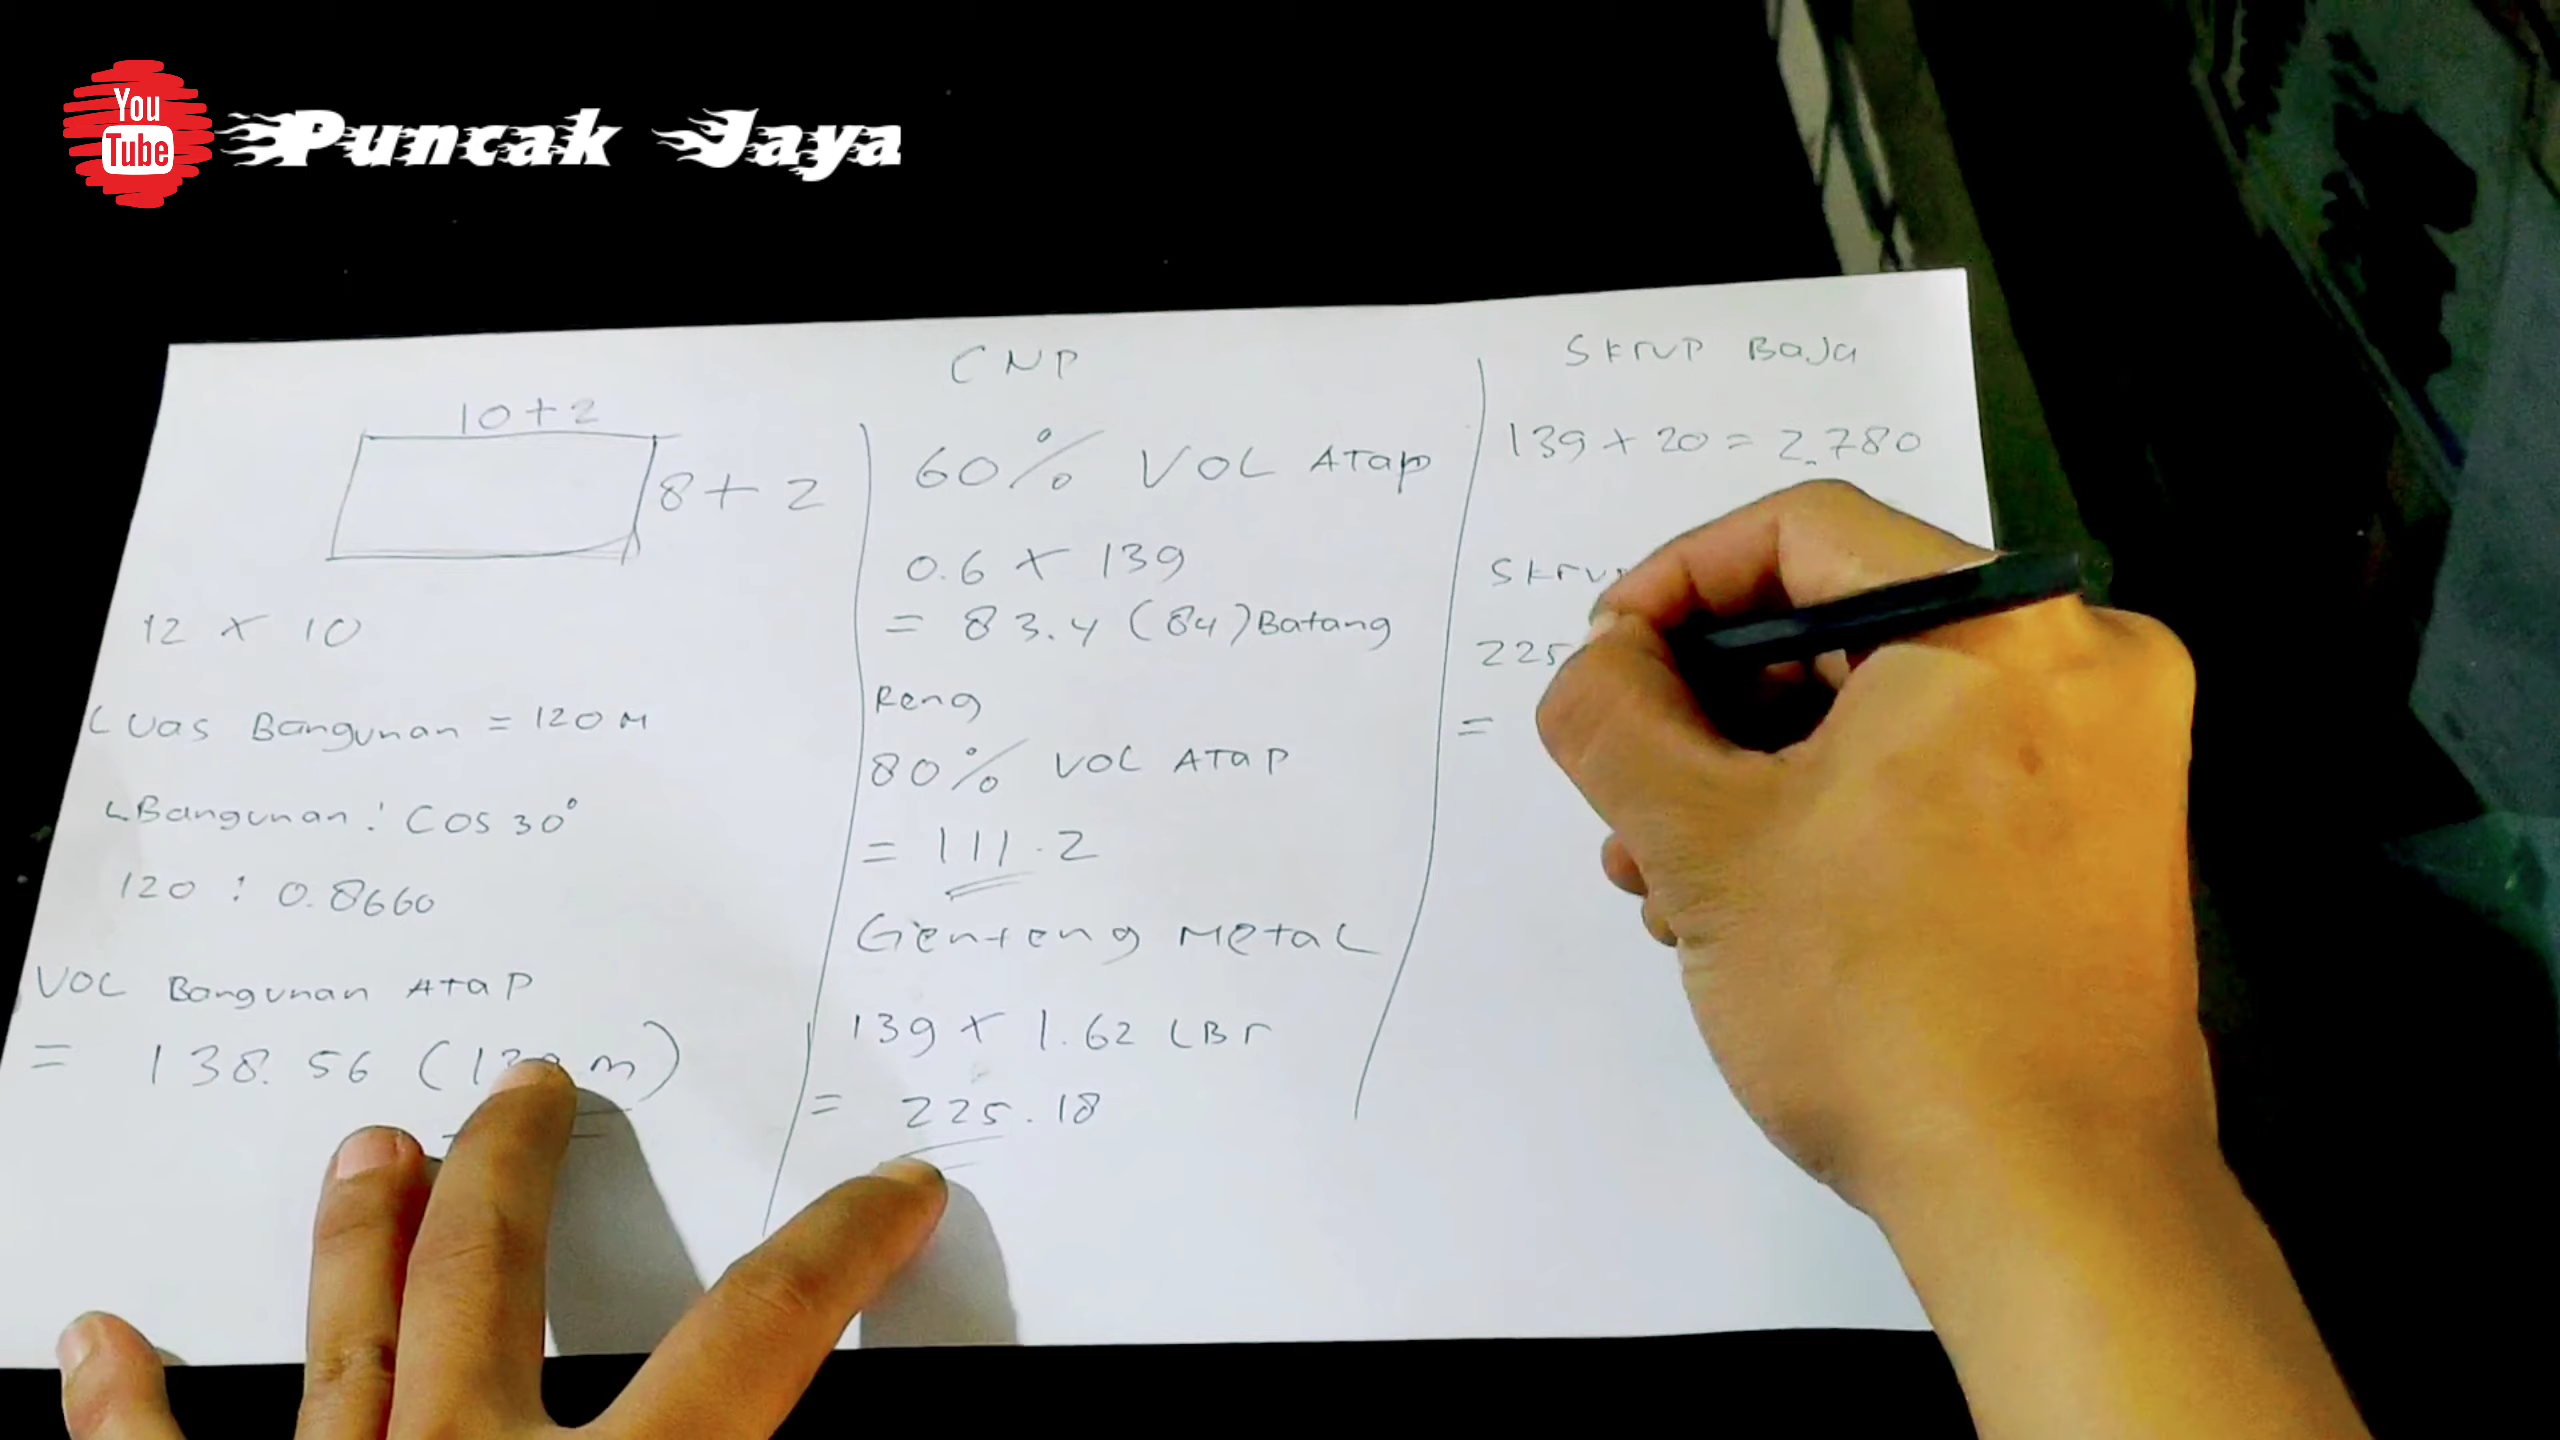 You
Tube
Puncak Jaya
10+2
8+2
12 x 10
Luas Bangunan = 120 M
L Bangunan : Cos 30°
120 : 0.8660
VOL Bangunan Atap
= 138.56 ( m)
CNP
60% VOL Atap
0.6 x 139
= 83.4 (84) Batang
Reng
80% VOL ATAP
= 111.2
Genteng Metal
139 x 1.62 LBr
= 225.18
Skrup Baja
139 x 20 = 2.780
225
=